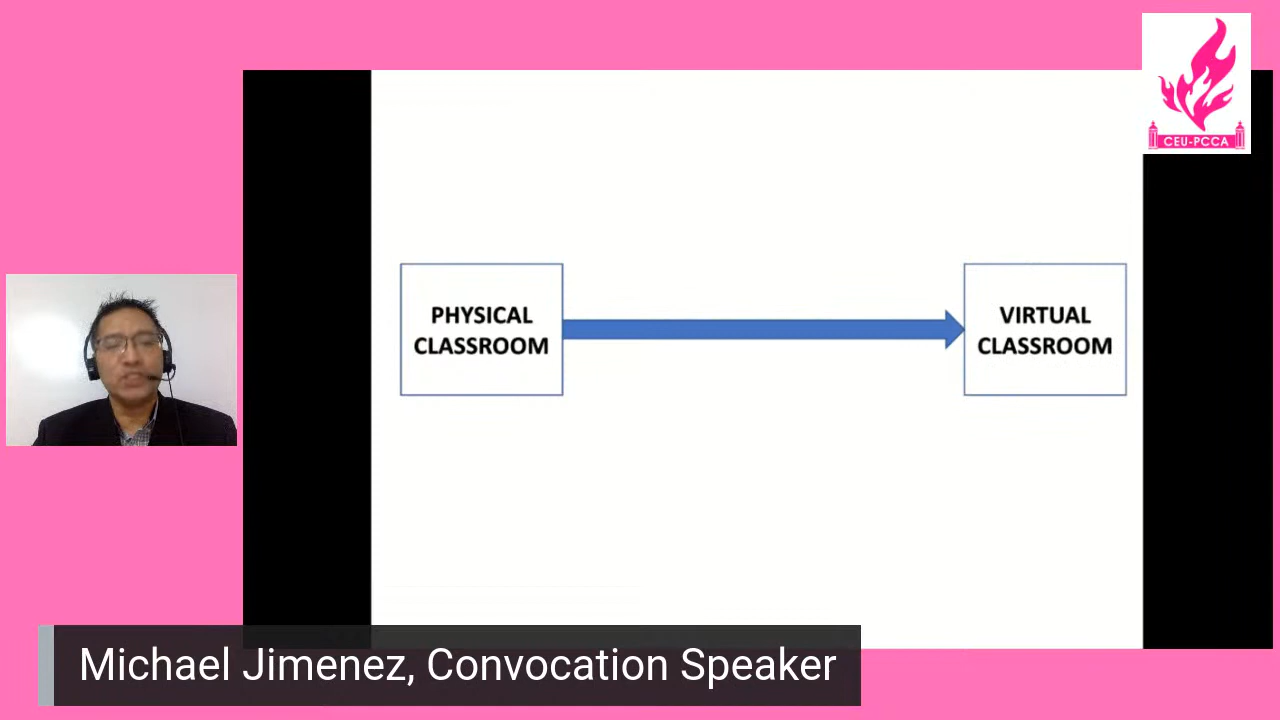 CEU-PCCA
PHYSICAL
CLASSROOM
VIRTUAL
CLASSROOM
Michael Jimenez, Convocation Speaker